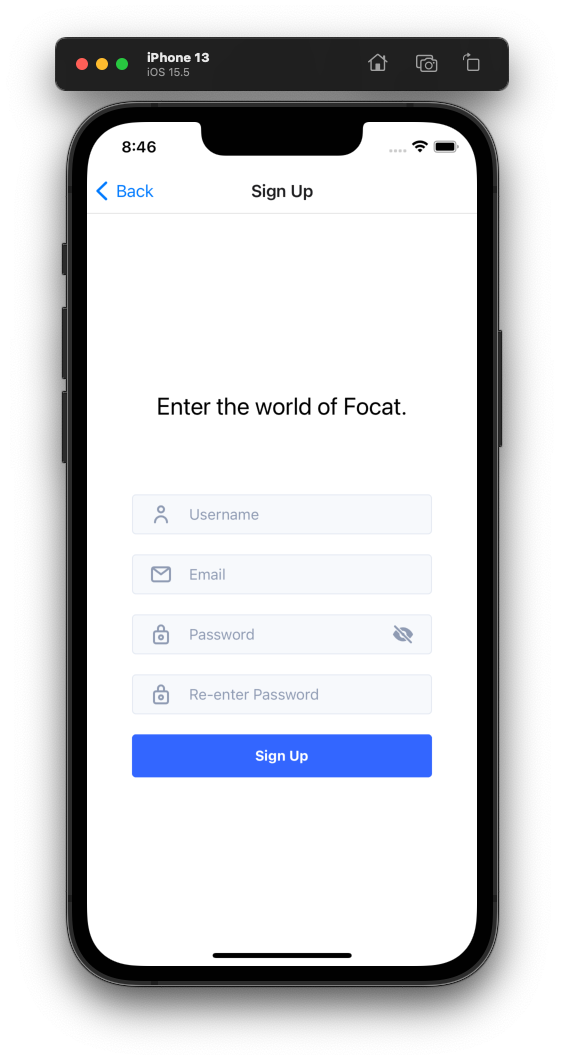 iPhone 13
iOS 15.5
8:46
Back
Sign Up
Enter the world of Focat.
Username
Email
Password
Re-enter Password
Sign Up